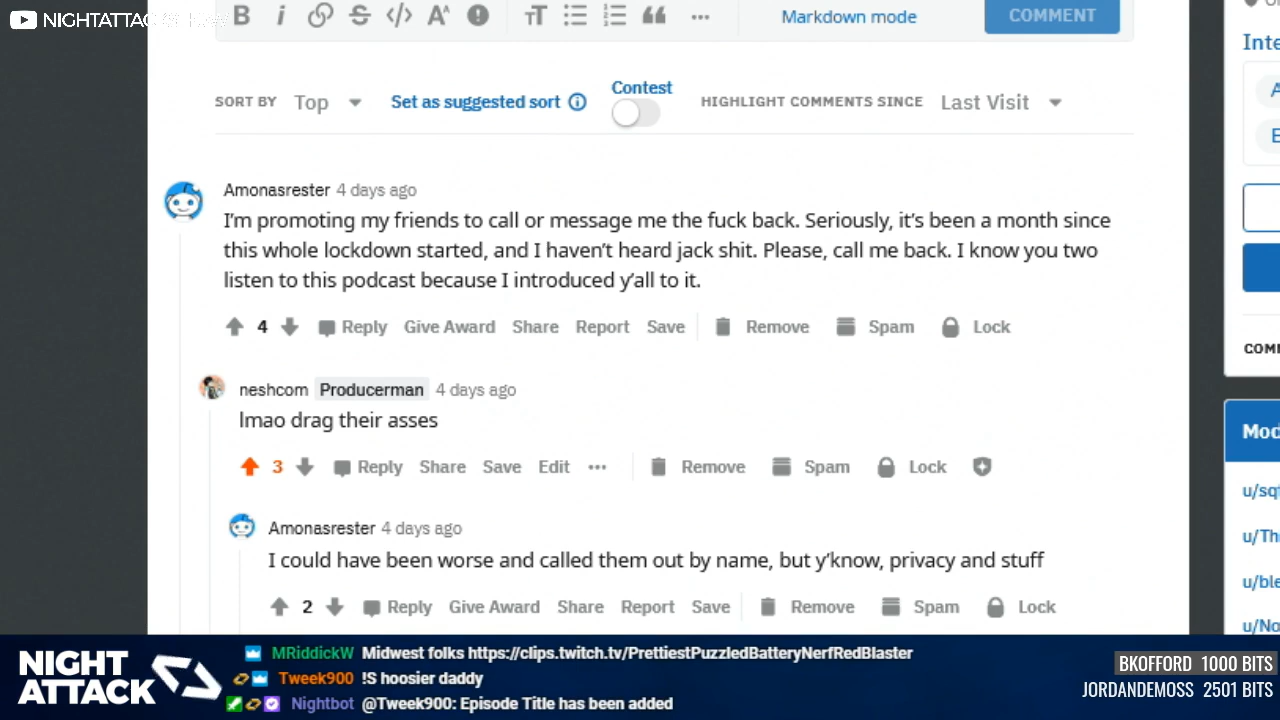 NIGHTATTACK
Markdown mode
COMMENT
SORT BY Top Set as suggested sort Contest HIGHLIGHT COMMENTS SINCE Last Visit
Inte
A
E
Amonasrester 4 days ago
I'm promoting my friends to call or message me the fuck back. Seriously, it's been a month since
this whole lockdown started, and I haven't heard jack shit. Please, call me back. I know you two
listen to this podcast because I introduced y'all to it.
4 Reply Give Award Share Report Save Remove Spam Lock
COMM
neshcom Producerman 4 days ago
lmao drag their asses
3 Reply Share Save Edit ••• Remove Spam Lock
Mod
u/sqf
u/Thi
u/ble
u/No
Amonasrester 4 days ago
I could have been worse and called them out by name, but y'know, privacy and stuff
2 Reply Give Award Share Report Save Remove Spam Lock
NIGHT
ATTACK
MRiddickW Midwest folks https://clips.twitch.tv/PrettiestPuzzledBatteryNerfRedBlaster
Tweek900 !S hoosier daddy
Nightbot @Tweek900: Episode Title has been added
BKOFFORD 1000 BITS
JORDANDEMOSS 2501 BITS